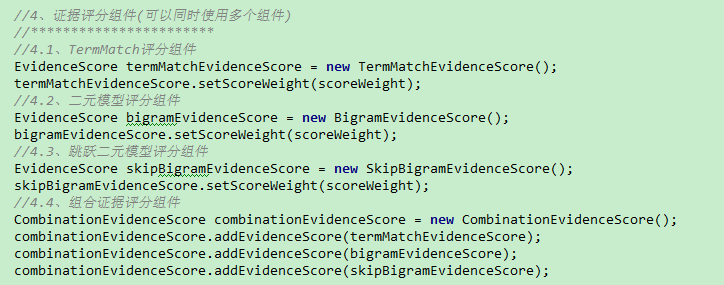 //4、证据评分组件(可以同时使用多个组件)
//***********************
//4.1、TermMatch评分组件
EvidenceScore termMatchEvidenceScore = new TermMatchEvidenceScore();
termMatchEvidenceScore.setScoreWeight(scoreWeight);
//4.2、二元模型评分组件
EvidenceScore bigramEvidenceScore = new BigramEvidenceScore();
bigramEvidenceScore.setScoreWeight(scoreWeight);
//4.3、跳跃二元模型评分组件
EvidenceScore skipBigramEvidenceScore = new SkipBigramEvidenceScore();
skipBigramEvidenceScore.setScoreWeight(scoreWeight);
//4.4、组合证据评分组件
CombinationEvidenceScore combinationEvidenceScore = new CombinationEvidenceScore();
combinationEvidenceScore.addEvidenceScore(termMatchEvidenceScore);
combinationEvidenceScore.addEvidenceScore(bigramEvidenceScore);
combinationEvidenceScore.addEvidenceScore(skipBigramEvidenceScore);